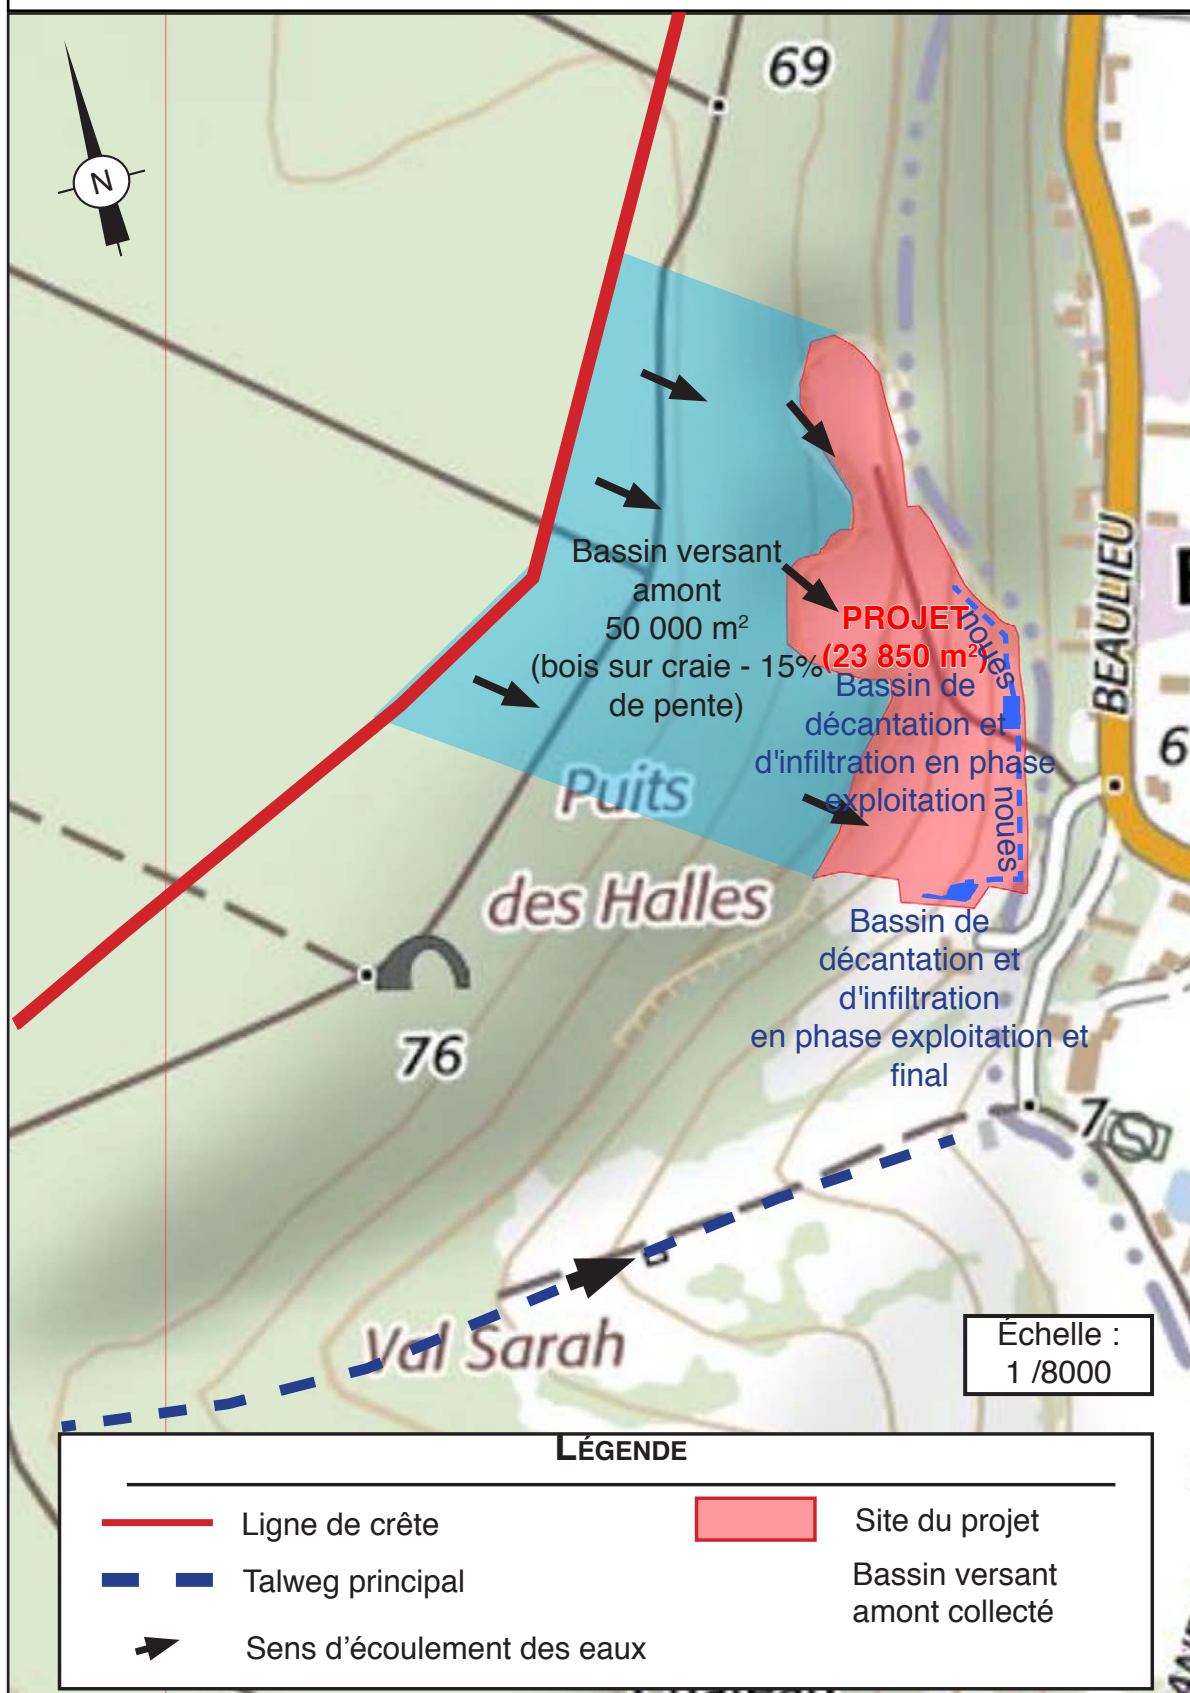 69
N
Bassin versant
amont
50 000 m²
(bois sur craie - 15%
de pente)
PROJET
(23 850 m²)
noues
Bassin de
décantation et
d'infiltration en phase
exploitation
noues
BEAULIEU
6
Puits
des Halles
Bassin de
décantation et
d'infiltration
en phase exploitation et
final
76
7
Val Sarah
Échelle :
1 /8000
LÉGENDE
Ligne de crête
Site du projet
Talweg principal
Bassin versant
amont collecté
Sens d'écoulement des eaux